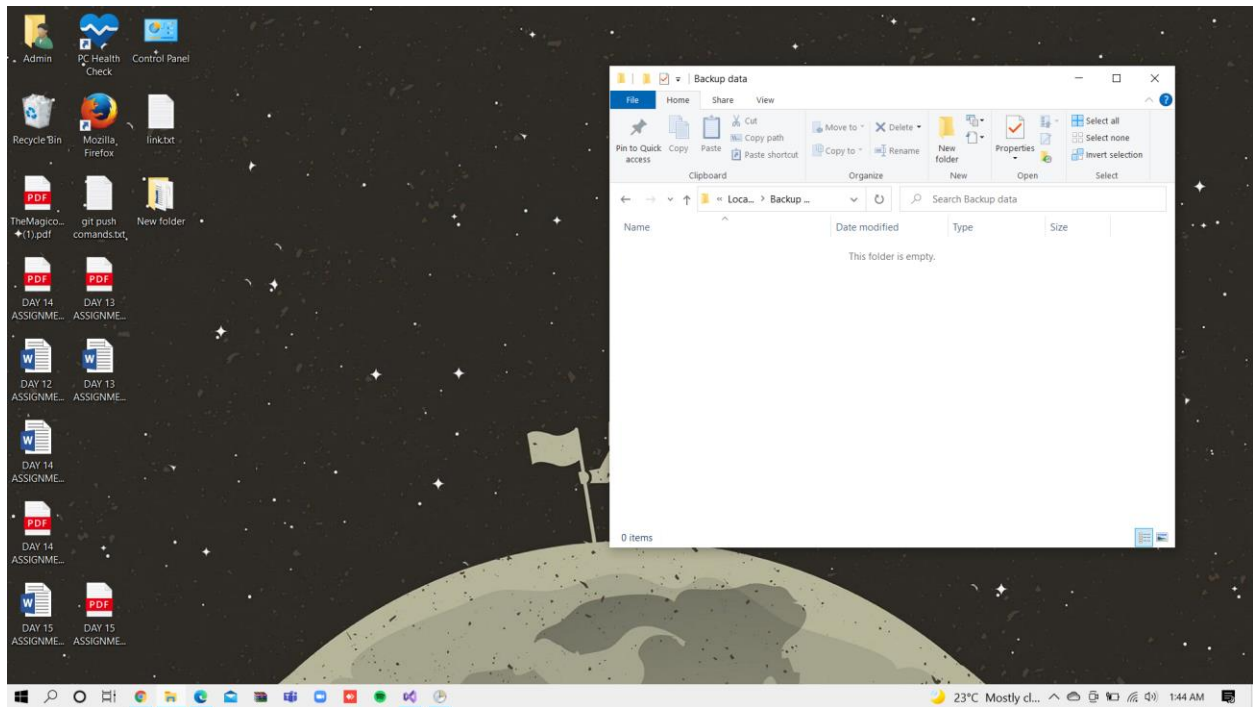 Admin
PC Health
Check
Control Panel
Recycle Bin
Mozilla
Firefox
link.txt
PDF
TheMagico...
(1).pdf
git push
comands.txt
New folder
PDF
DAY 14
ASSIGNME...
PDF
DAY 13
ASSIGNME...
W
DAY 12
ASSIGNME...
W
DAY 13
ASSIGNME...
W
DAY 14
ASSIGNME...
PDF
DAY 14
ASSIGNME...
W
DAY 15
ASSIGNME...
PDF
DAY 15
ASSIGNME...
Backup data
File Home Share View
Pin to Quick
access
Copy
Paste
Cut
Copy path
Paste shortcut
Clipboard
Move to
Copy to
Delete
Rename
Organize
New
folder
New
Properties
Open
Select all
Select none
Invert selection
Select
« Loca... > Backup ...
Search Backup data
Name Date modified Type Size
This folder is empty.
0 items
23°C Mostly cl... 1:44 AM